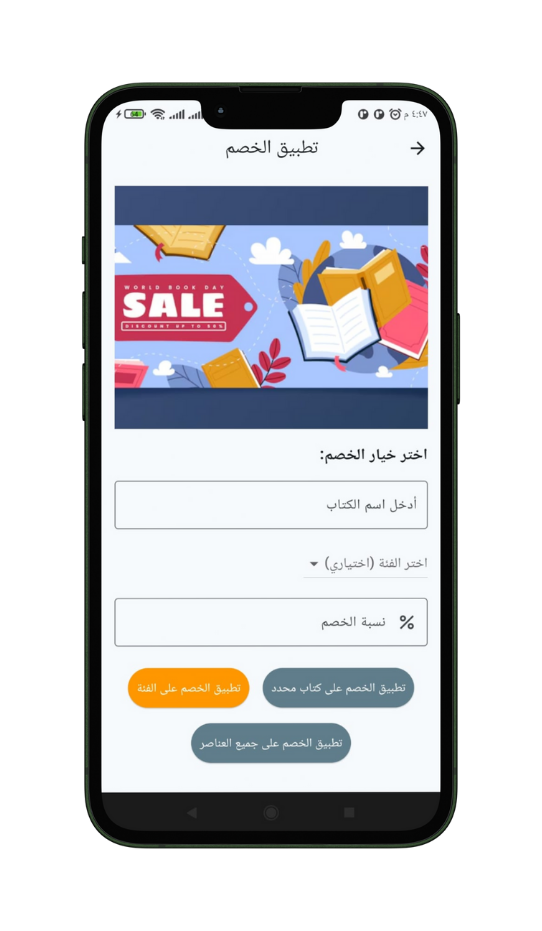 ٤:٤٧ م
64
تطبيق الخصم
WORLD BOOK DAY
SALE
DISCOUNT UP TO 50%
اختر خيار الخصم:
أدخل اسم الكتاب
اختر الفئة (اختياري)
نسبة الخصم %
تطبيق الخصم على كتاب محدد
تطبيق الخصم على الفئة
تطبيق الخصم على جميع العناصر